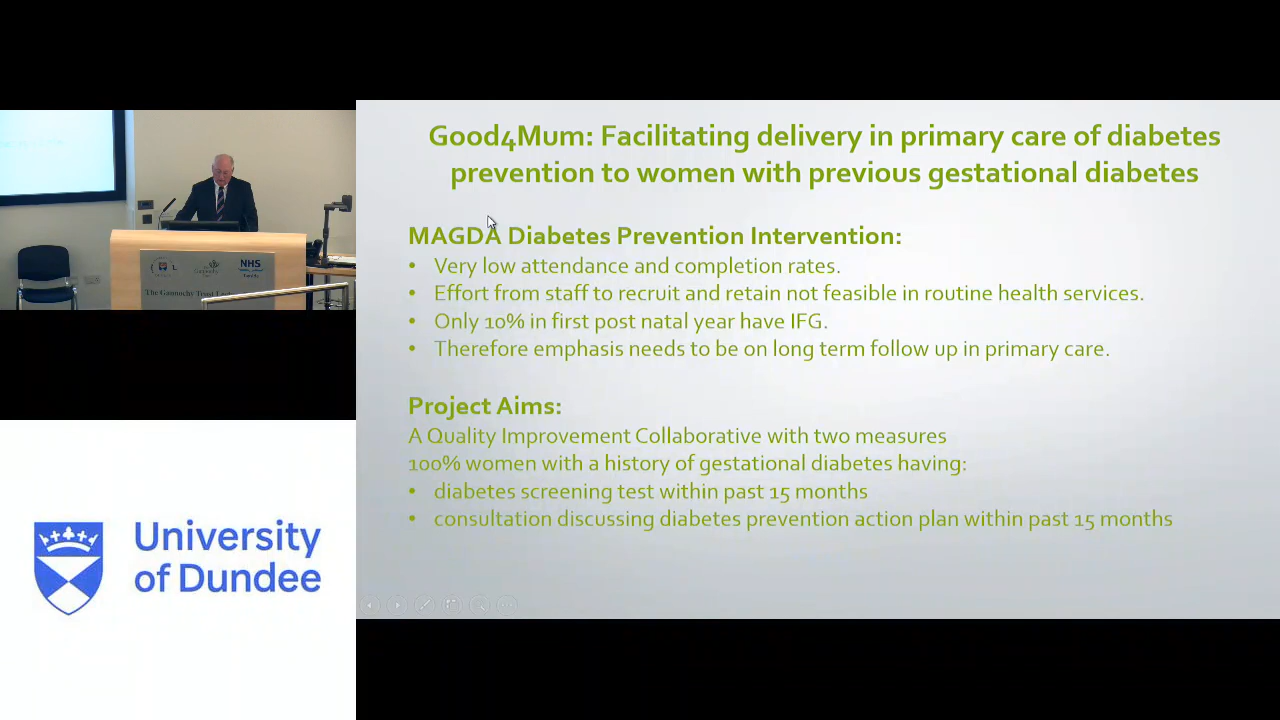 Good4Mum: Facilitating delivery in primary care of diabetes
prevention to women with previous gestational diabetes
MAGDA Diabetes Prevention Intervention:
• Very low attendance and completion rates.
• Effort from staff to recruit and retain not feasible in routine health services.
• Only 10% in first post natal year have IFG.
• Therefore emphasis needs to be on long term follow up in primary care.
Project Aims:
A Quality Improvement Collaborative with two measures
100% women with a history of gestational diabetes having:
• diabetes screening test within past 15 months
• consultation discussing diabetes prevention action plan within past 15 months
NHS
The Gannochy Trust
University
of Dundee